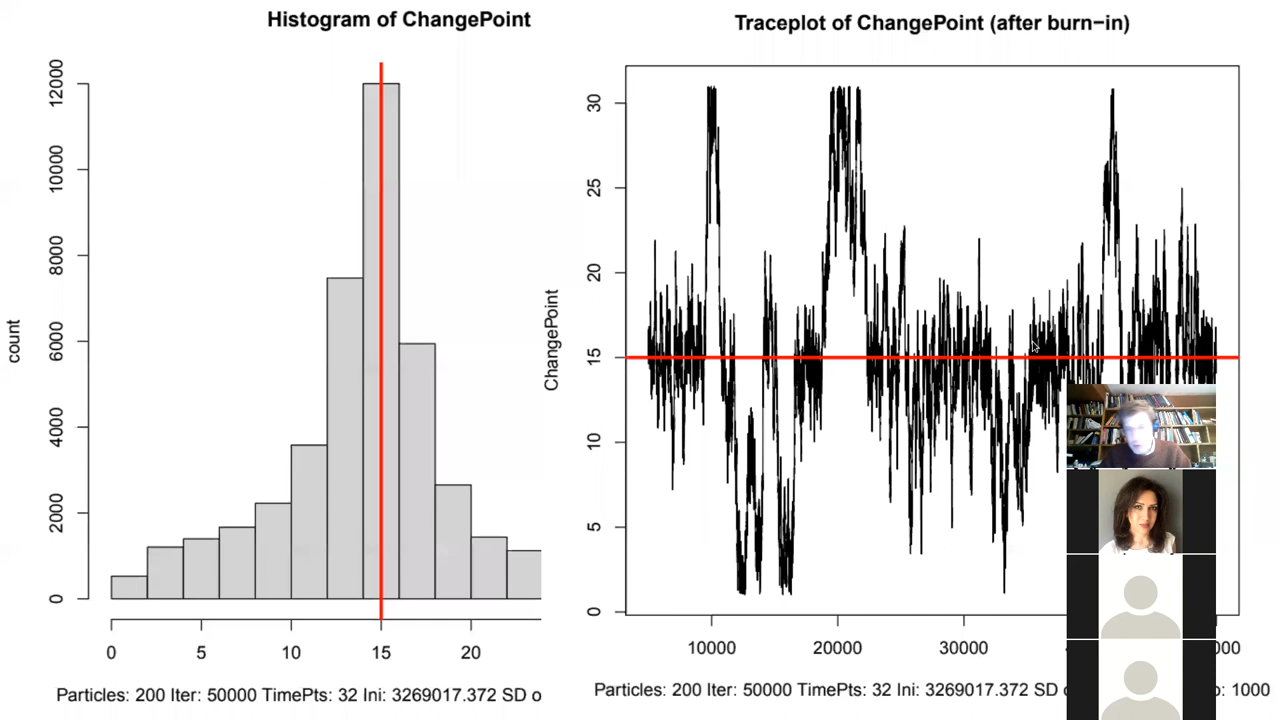 Histogram of ChangePoint
12000
10000
8000
6000
4000
2000
0
count
0 5 10 15 20
Particles: 200 Iter: 50000 TimePts: 32 Ini: 3269017.372 SD o
Traceplot of ChangePoint (after burn−in)
30
25
20
15
10
5
0
ChangePoint
10000 20000 30000
Particles: 200 Iter: 50000 TimePts: 32 Ini: 3269017.372 SD : 1000